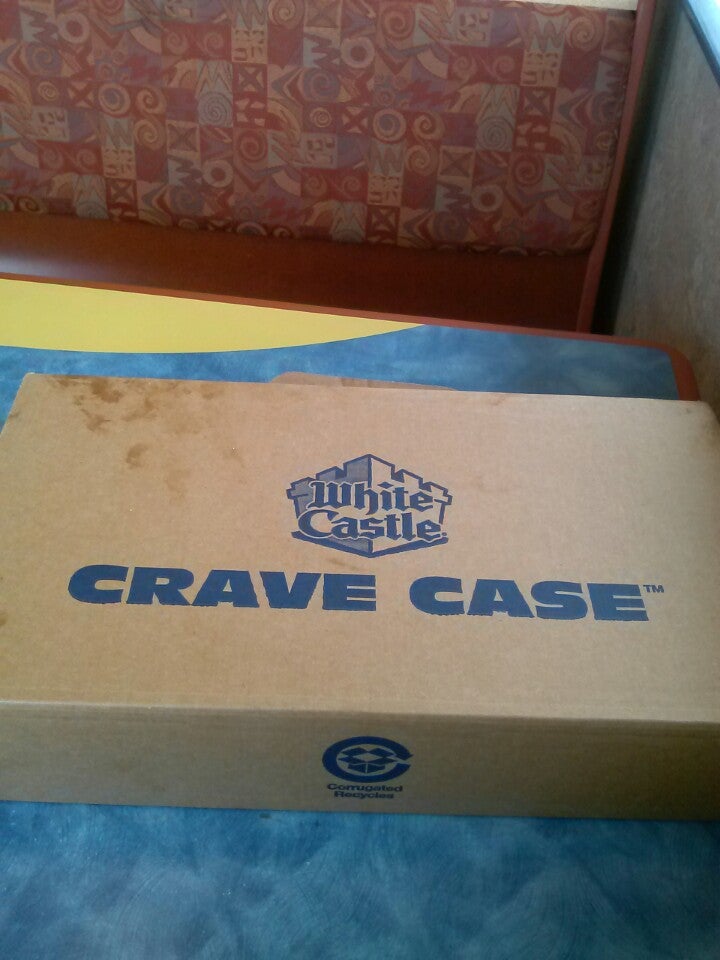 White
Castle
CRAVE CASE™
Corrugated
Recycles